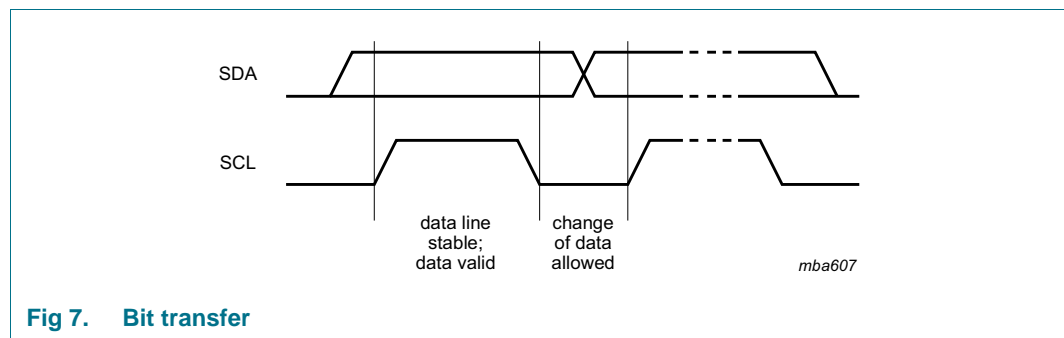 SDA
SCL
data line
stable;
data valid
change
of data
allowed
mba607
Fig 7. Bit transfer